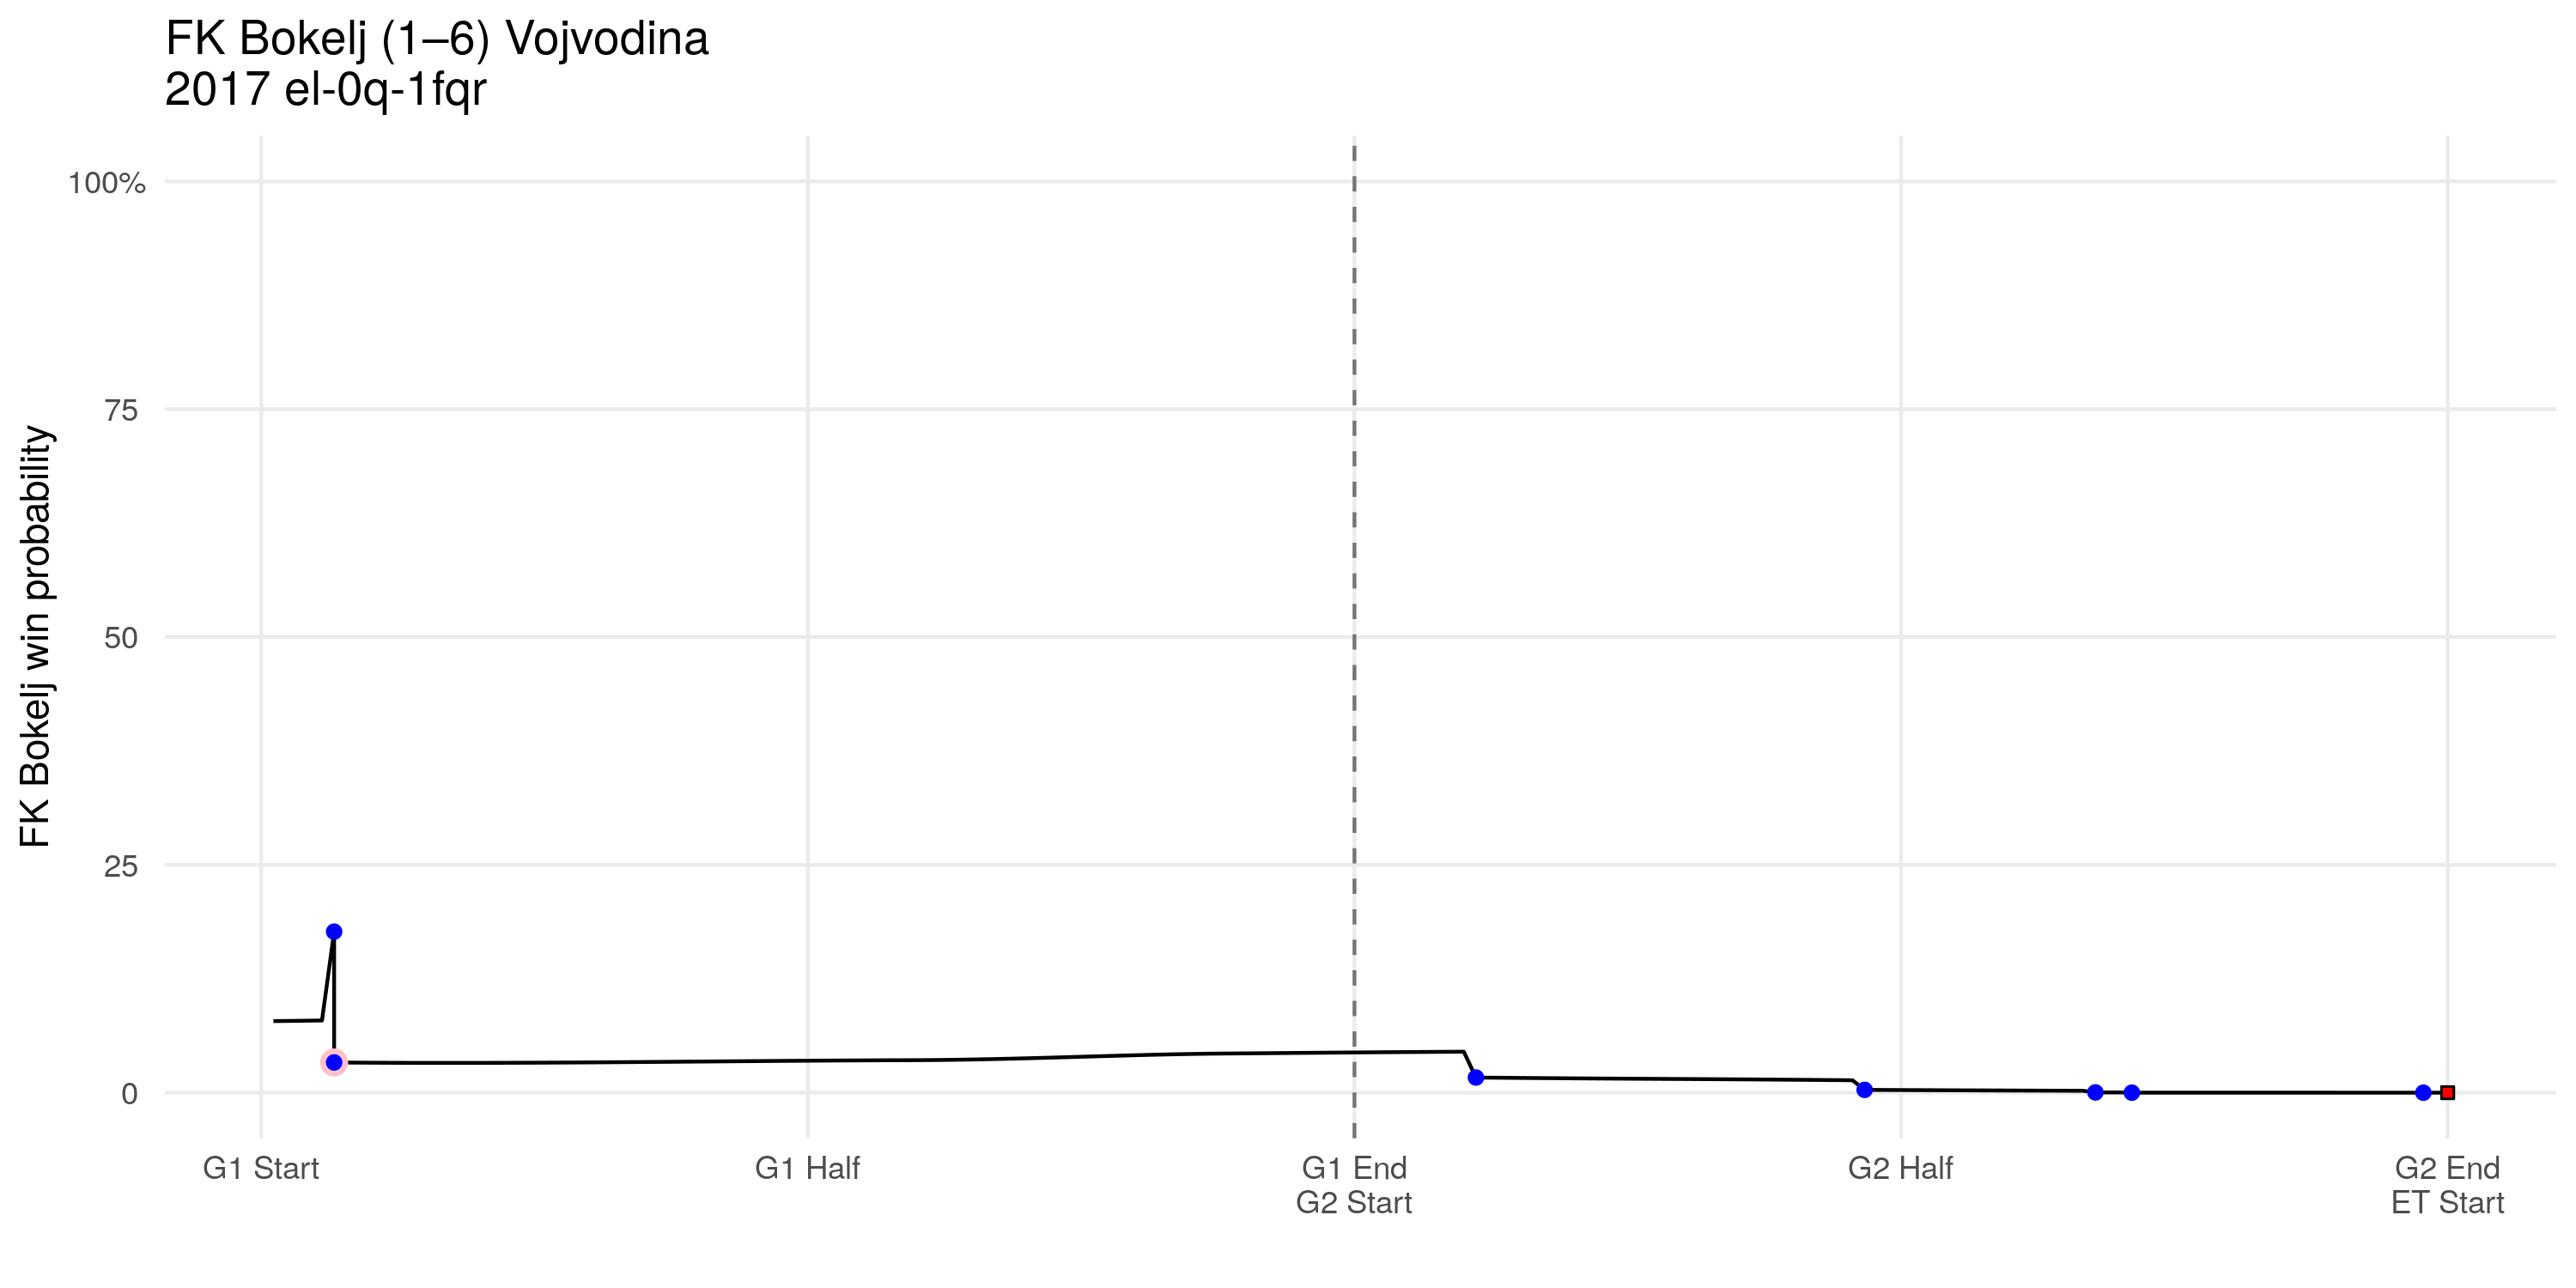 FK Bokelj (1–6) Vojvodina
2017 el-0q-1fqr
FK Bokelj win probability
100%
75
50
25
0
G1 Start
G1 Half
G1 End
G2 Start
G2 Half
G2 End
ET Start